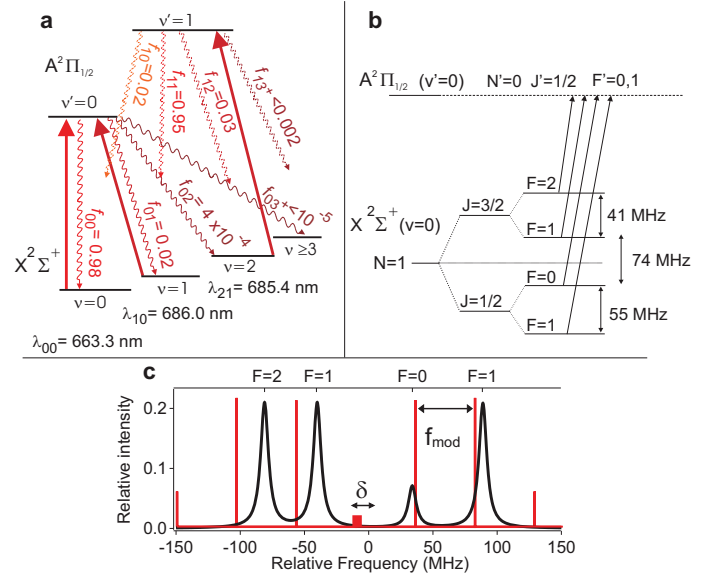 a
ν'=1
A²Π₁/₂
ν'=0
f₁₀=0.02
f₁₁=0.95
f₁₂=0.03
f₁₃₊<0.002
f₀₀= 0.98
f₀₁= 0.02
f₀₂= 4 x10⁻⁴
f₀₃₊<10⁻⁵
X²Σ⁺
ν=0
ν=1
ν=2
ν≥3
λ₂₁= 685.4 nm
λ₁₀= 686.0 nm
λ₀₀= 663.3 nm
b
A²Π₁/₂ (v'=0) N'=0 J'=1/2 F'=0,1
F=2
J=3/2
41 MHz
F=1
X²Σ⁺(v=0)
74 MHz
N=1
F=0
J=1/2
55 MHz
F=1
c
F=2 F=1 F=0 F=1
0.2
0.1
0.0
Relative intensity
f_mod
δ
-150 -100 -50 0 50 100 150
Relative Frequency (MHz)